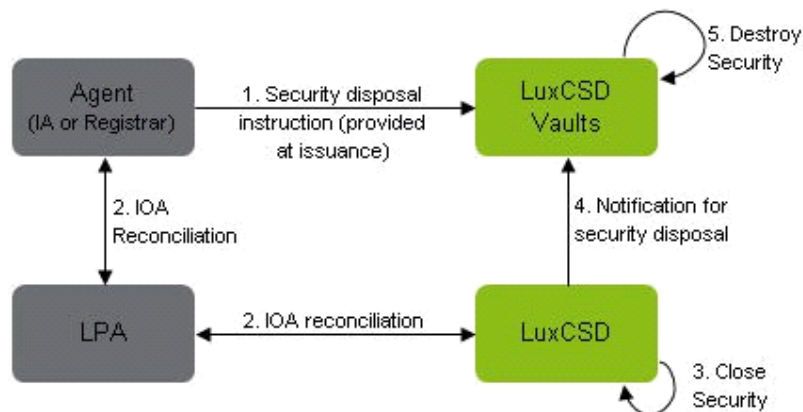 Agent
(IA or Registrar)
1. Security disposal
instruction (provided
at issuance)
LuxCSD
Vaults
5. Destroy
Security
2. IOA
Reconciliation
4. Notification for
security disposal
LPA
2. IOA reconciliation
LuxCSD
3. Close
Security